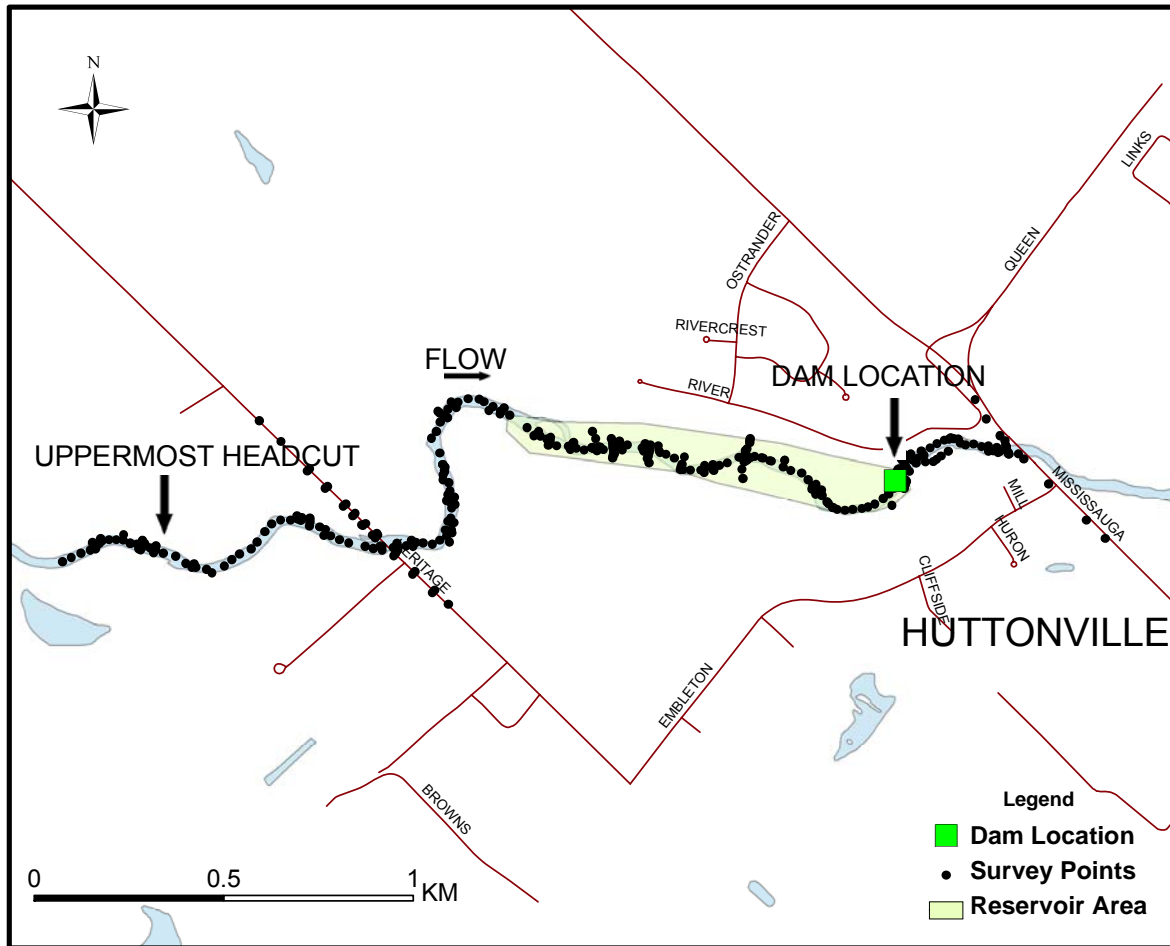 N
LINKS
QUEEN
OSTRANDER
RIVERCREST
FLOW
RIVER
DAM LOCATION
UPPERMOST HEADCUT
MISSISSAUGA
MILL
HURON
ERITAGE
CLIFFSIDE
HUTTONVILLE
EMBLETON
BROWNS
Legend
Dam Location
Survey Points
Reservoir Area
0 0.5 1
KM